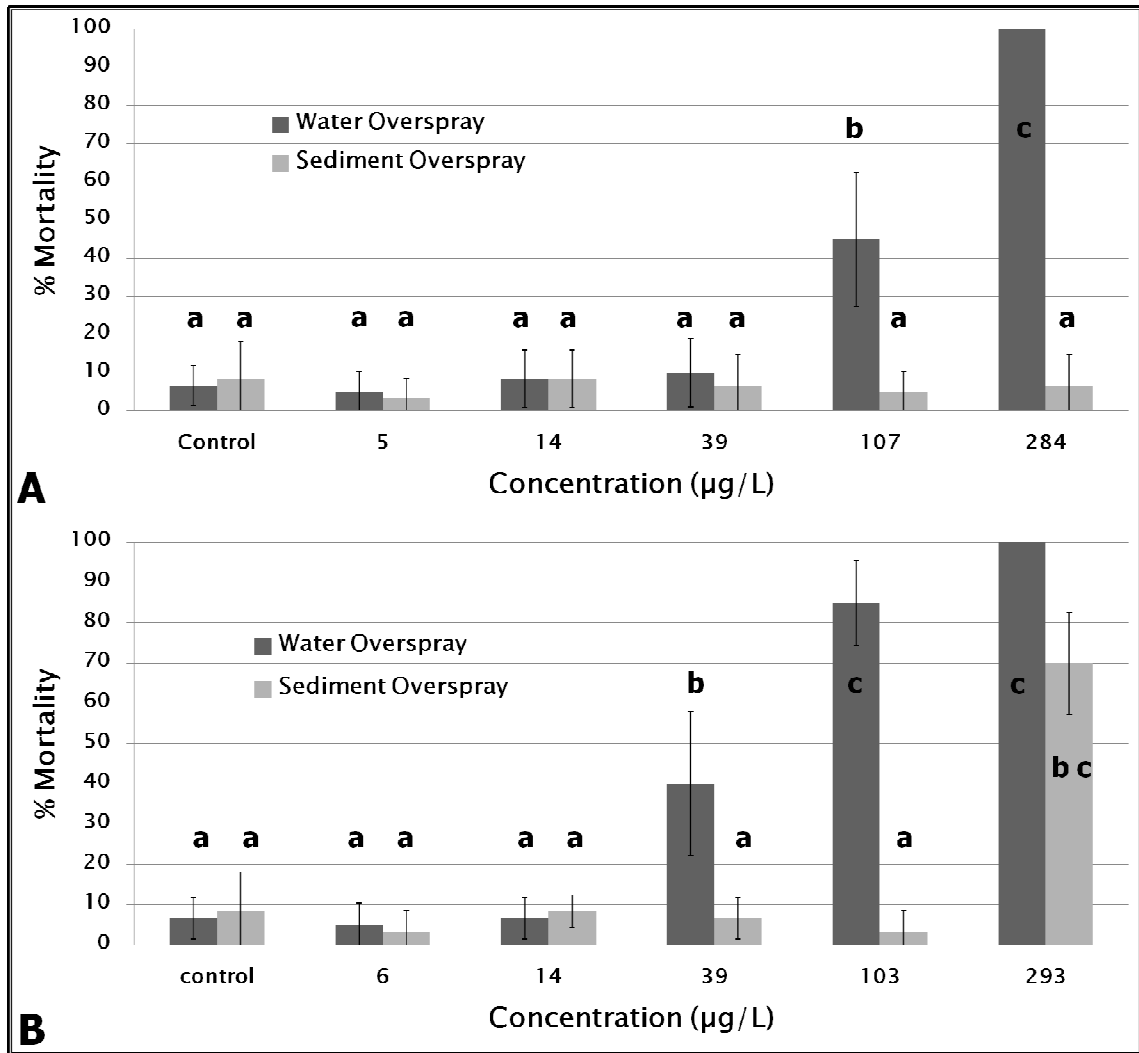 100
90
80
70
60
50
40
30
20
10
0
% Mortality
Water Overspray
Sediment Overspray
a a a a a a a a b a c a
Control 5 14 39 107 284
Concentration (µg/L)
A
100
90
80
70
60
50
40
30
20
10
0
% Mortality
Water Overspray
Sediment Overspray
a a a a a a b a c a c b c
control 6 14 39 103 293
Concentration (µg/L)
B